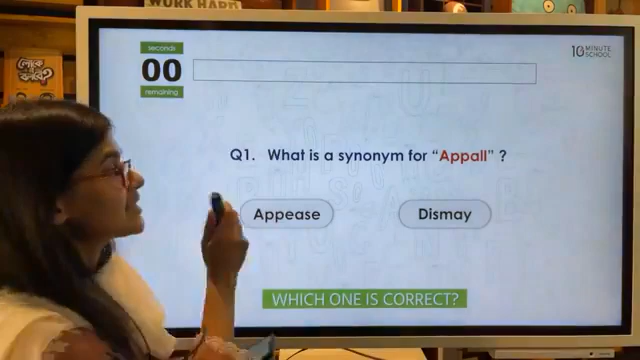 WORK HARD
লোকে
কি
বলবে?
seconds
00
remaining
10 MINUTE
SCHOOL
Q1. What is a synonym for “Appall” ?
Appease
Dismay
WHICH ONE IS CORRECT?